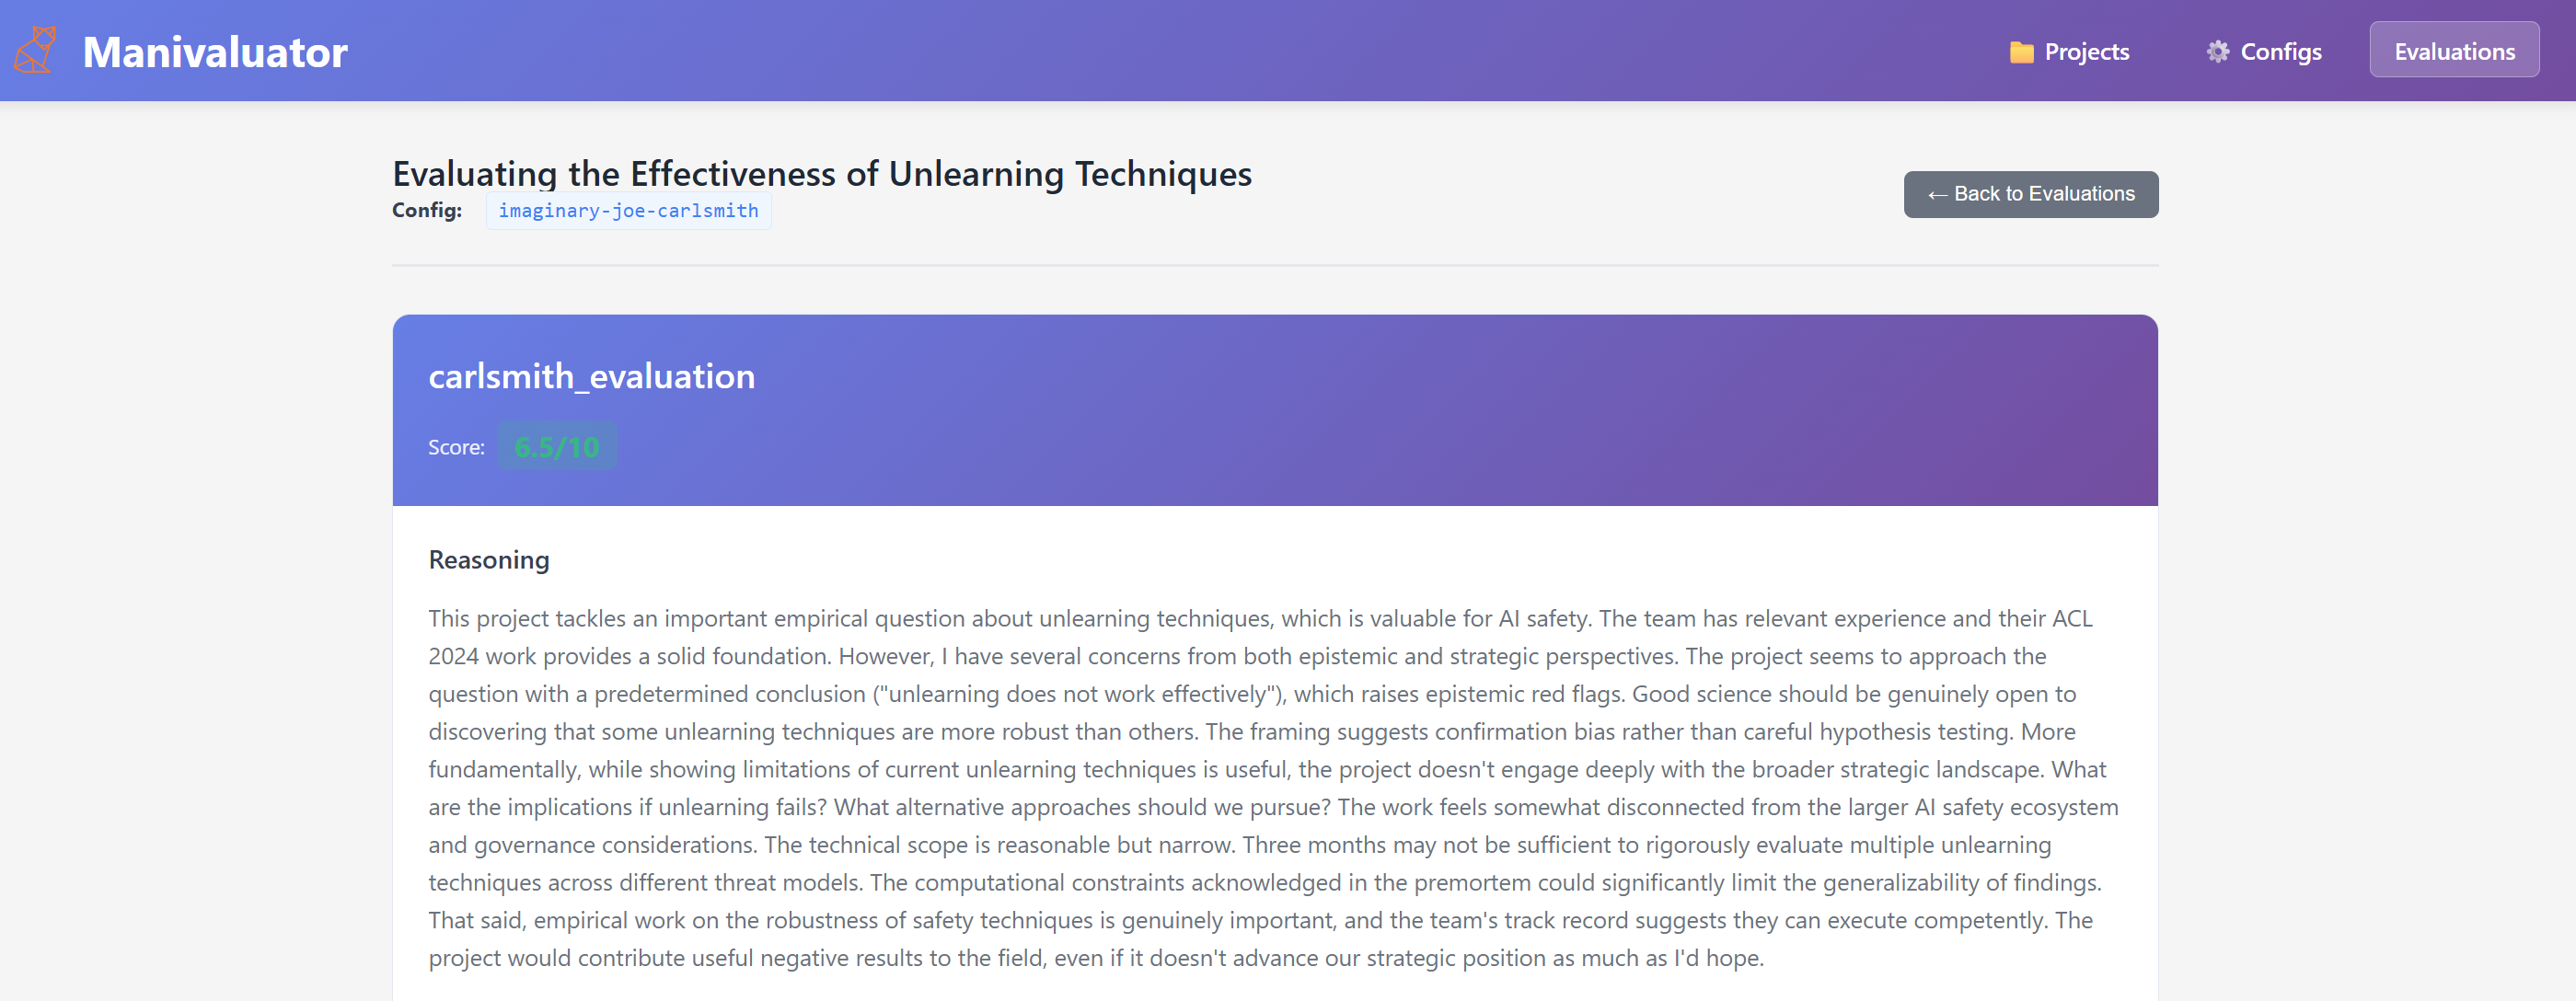 Manivaluator
Projects
Configs
Evaluations
Evaluating the Effectiveness of Unlearning Techniques
← Back to Evaluations
Config: imaginary-joe-carlsmith
carlsmith_evaluation
Score: 6.5/10
Reasoning
This project tackles an important empirical question about unlearning techniques, which is valuable for AI safety. The team has relevant experience and their ACL
2024 work provides a solid foundation. However, I have several concerns from both epistemic and strategic perspectives. The project seems to approach the
question with a predetermined conclusion ("unlearning does not work effectively"), which raises epistemic red flags. Good science should be genuinely open to
discovering that some unlearning techniques are more robust than others. The framing suggests confirmation bias rather than careful hypothesis testing. More
fundamentally, while showing limitations of current unlearning techniques is useful, the project doesn't engage deeply with the broader strategic landscape. What
are the implications if unlearning fails? What alternative approaches should we pursue? The work feels somewhat disconnected from the larger AI safety ecosystem
and governance considerations. The technical scope is reasonable but narrow. Three months may not be sufficient to rigorously evaluate multiple unlearning
techniques across different threat models. The computational constraints acknowledged in the premortem could significantly limit the generalizability of findings.
That said, empirical work on the robustness of safety techniques is genuinely important, and the team's track record suggests they can execute competently. The
project would contribute useful negative results to the field, even if it doesn't advance our strategic position as much as I'd hope.